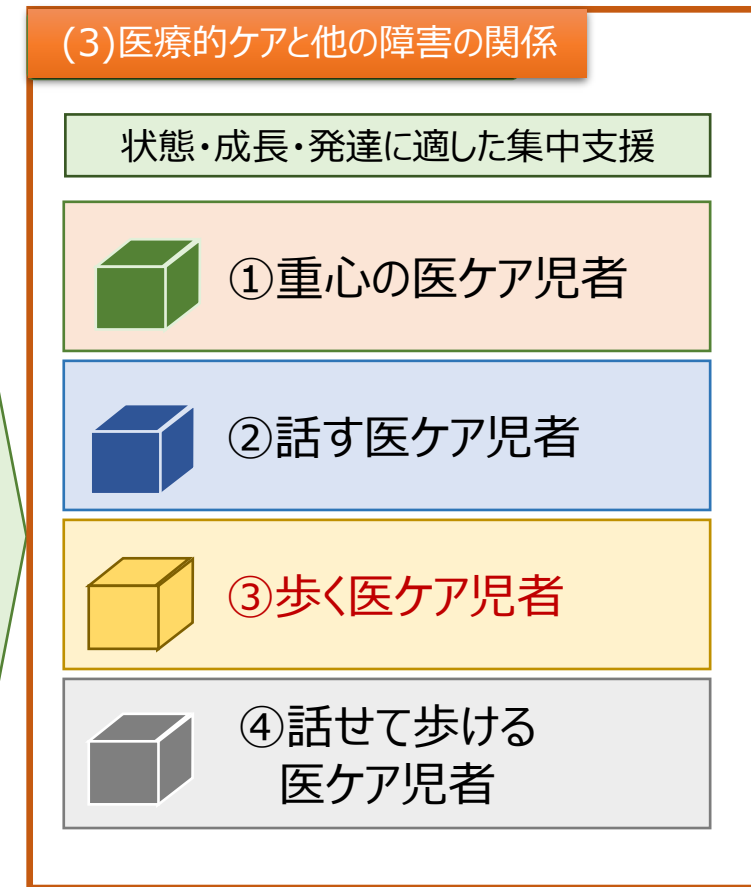 (3)医療的ケアと他の障害の関係
状態・成長・発達に適した集中支援
①重心の医ケア児者
②話す医ケア児者
③歩く医ケア児者
④話せて歩ける
医ケア児者